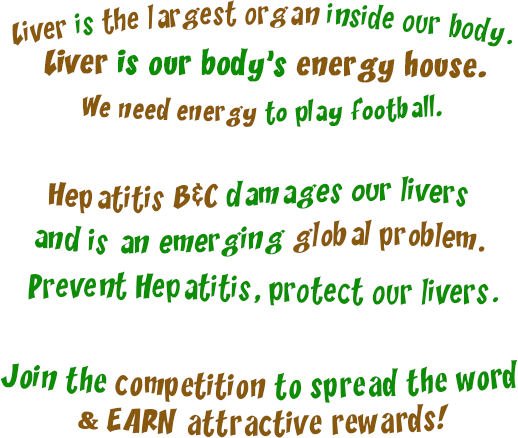 Liver is the largest organ inside our body.
Liver is our body's energy house.
We need energy to play football.
Hepatitis B&C damages our livers
and is an emerging global problem.
Prevent Hepatitis, protect our livers.
Join the competition to spread the word
& EARN attractive rewards!